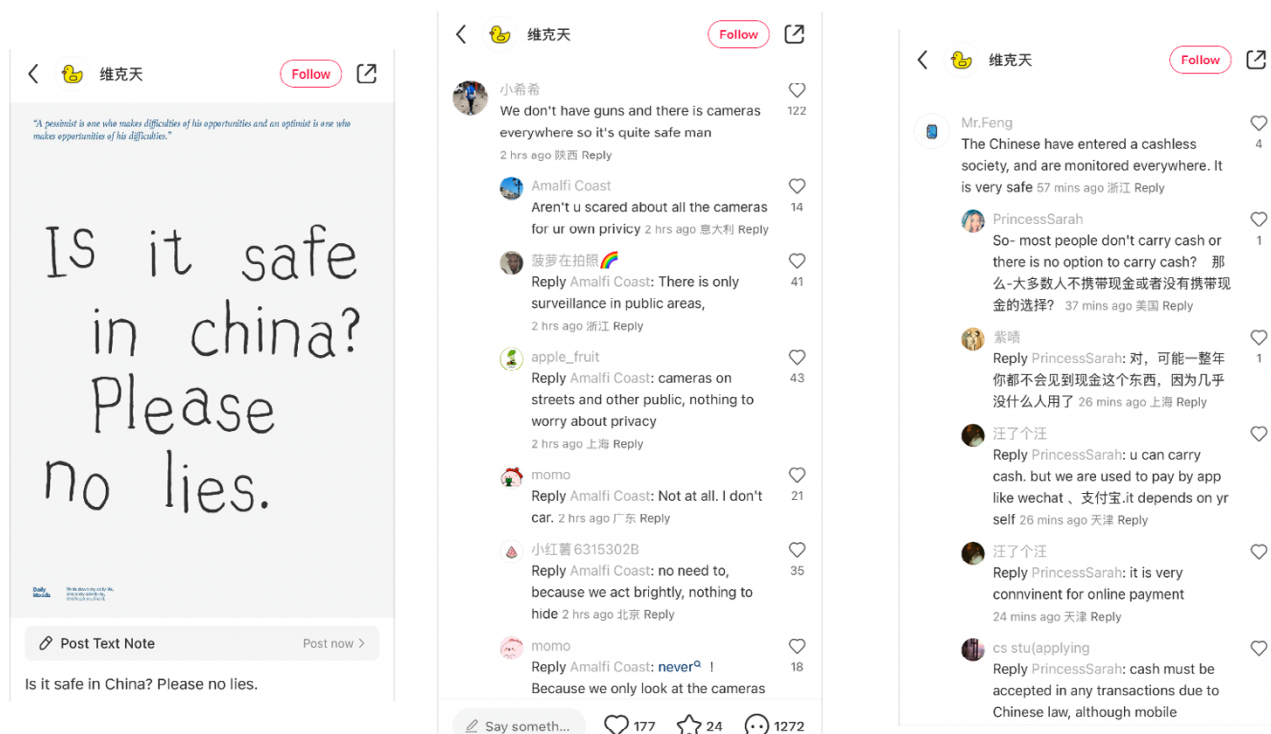 维克天
Follow
“A pessimist is one who makes difficulties of his opportunities and an optimist is one who
makes opportunities of his difficulties.”
Is it safe
in china?
Please
no lies.
Daily
Post Text Note
Post now >
Is it safe in China? Please no lies.
维克天
Follow
小希希
We don't have guns and there is cameras
everywhere so it's quite safe man
122
2 hrs ago 陕西 Reply
Amalfi Coast
Aren't u scared about all the cameras
14
for ur own privicy 2 hrs ago 意大利 Reply
菠萝在拍照🌈
Reply Amalfi Coast: There is only
41
surveillance in public areas,
2 hrs ago 浙江 Reply
apple_fruit
Reply Amalfi Coast: cameras on
43
streets and other public, nothing to
worry about privacy
2 hrs ago 上海 Reply
momo
Reply Amalfi Coast: Not at all. I don't
21
car. 2 hrs ago 广东 Reply
小红薯6315302B
Reply Amalfi Coast: no need to,
35
because we act brightly, nothing to
hide 2 hrs ago 北京 Reply
momo
Reply Amalfi Coast: never！
18
Because we only look at the cameras
Say someth...
177
24
1272
维克天
Follow
Mr.Feng
The Chinese have entered a cashless
4
society, and are monitored everywhere. It
is very safe 57 mins ago 浙江 Reply
PrincessSarah
So- most people don't carry cash or
1
there is no option to carry cash? 那
么-大多数人不携带现金或者没有携带现
金的选择? 37 mins ago 美国 Reply
紫啧
Reply PrincessSarah: 对，可能一整年
1
你都不会见到现金这个东西，因为几乎
没什么人用了 26 mins ago 上海 Reply
汪了个汪
Reply PrincessSarah: u can carry
cash. but we are used to pay by app
like wechat 、支付宝.it depends on yr
self 26 mins ago 天津 Reply
汪了个汪
Reply PrincessSarah: it is very
connvinent for online payment
24 mins ago 天津 Reply
cs stu(applying
Reply PrincessSarah: cash must be
accepted in any transactions due to
Chinese law, although mobile